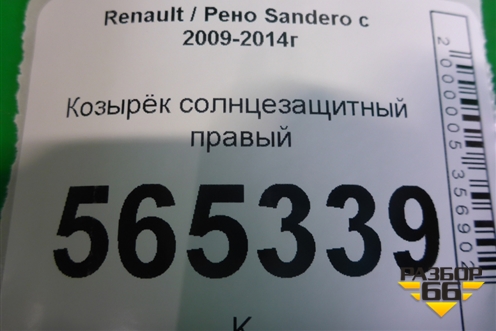 Renault / Рено Sandero с
2009-2014г
Козырёк солнцезащитный
правый
565339
К
2000005356902
РАЗБОР
66